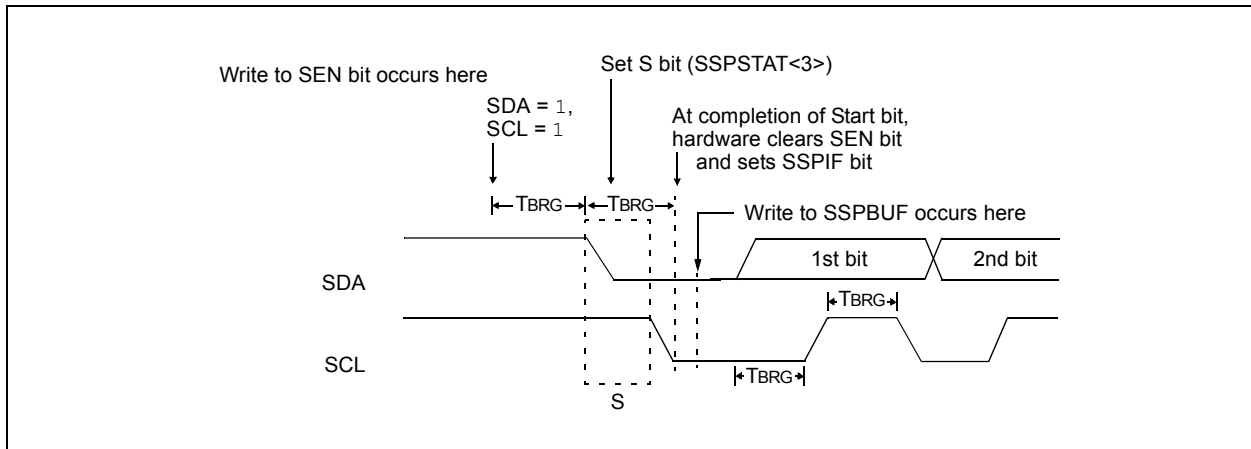 Write to SEN bit occurs here
Set S bit (SSPSTAT<3>)
SDA = 1,
SCL = 1
At completion of Start bit,
hardware clears SEN bit
and sets SSPIF bit
TBRG
TBRG
Write to SSPBUF occurs here
SDA
1st bit
2nd bit
TBRG
SCL
TBRG
S